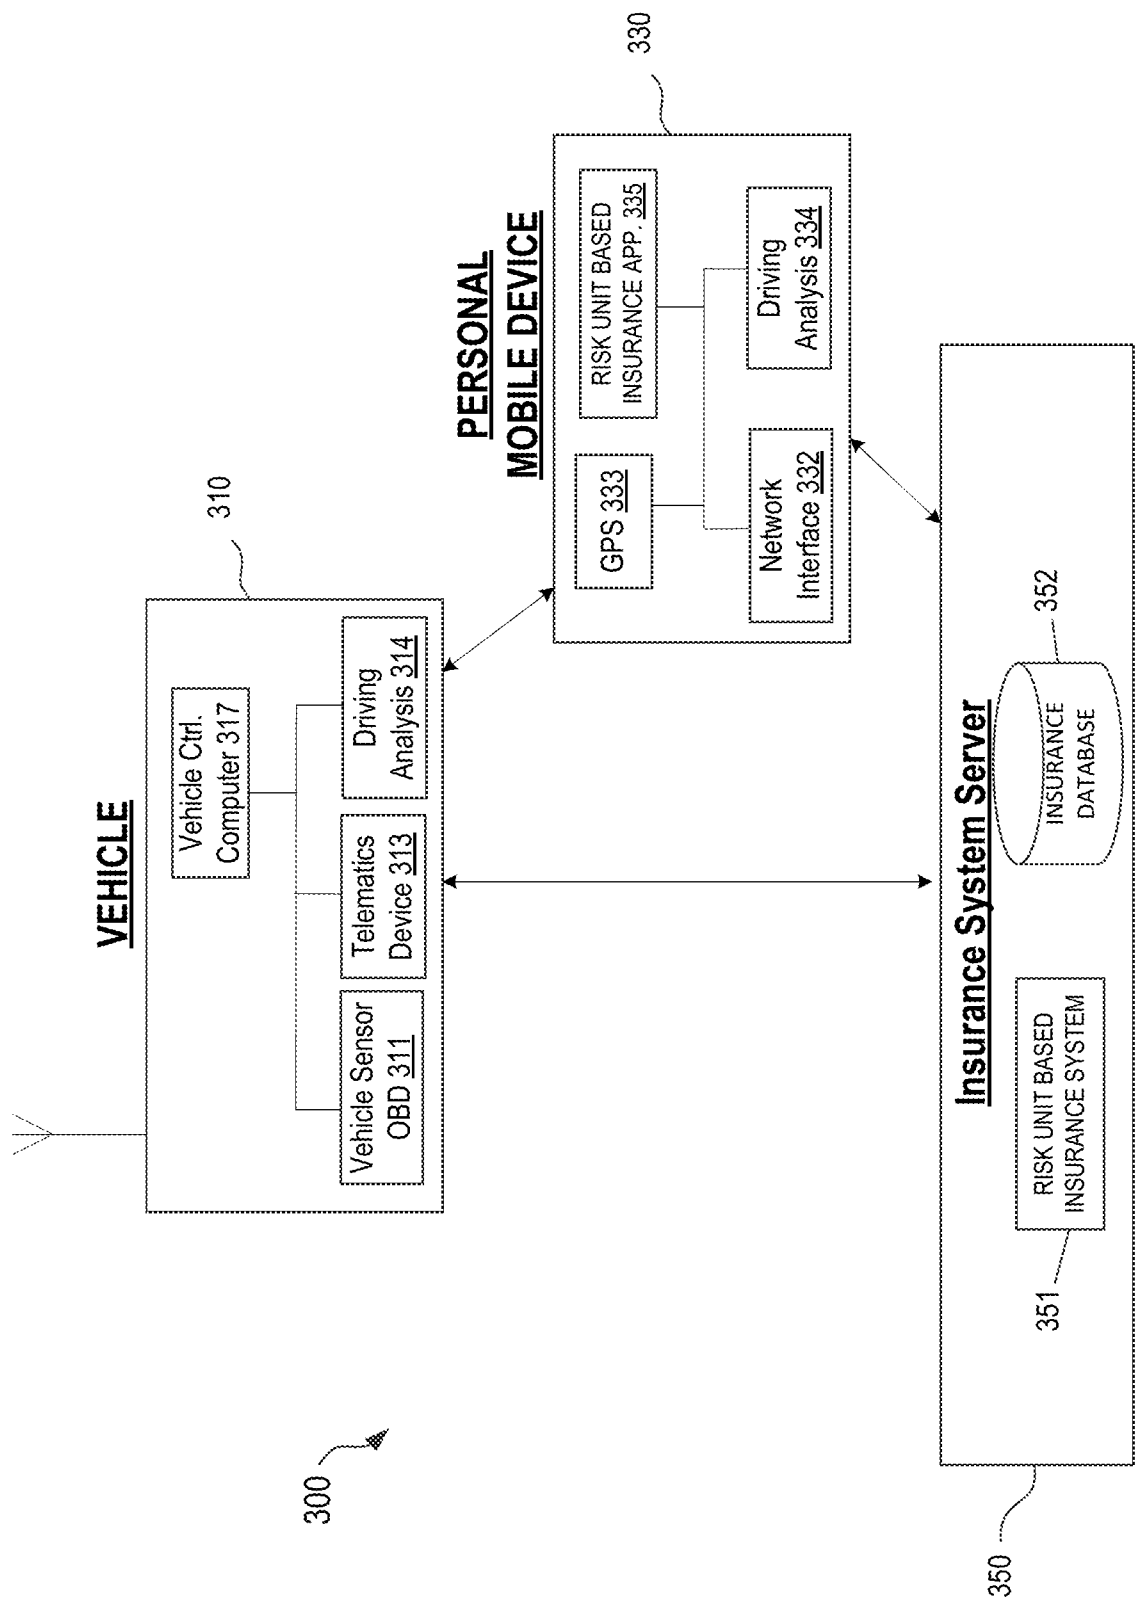 300
VEHICLE
310
Vehicle Ctrl.
Computer 317
Vehicle Sensor
OBD 311
Telematics
Device 313
Driving
Analysis 314
PERSONAL
MOBILE DEVICE
330
GPS 333
RISK UNIT BASED
INSURANCE APP. 335
Network
Interface 332
Driving
Analysis 334
350
Insurance System Server
351
RISK UNIT BASED
INSURANCE SYSTEM
INSURANCE
DATABASE
352